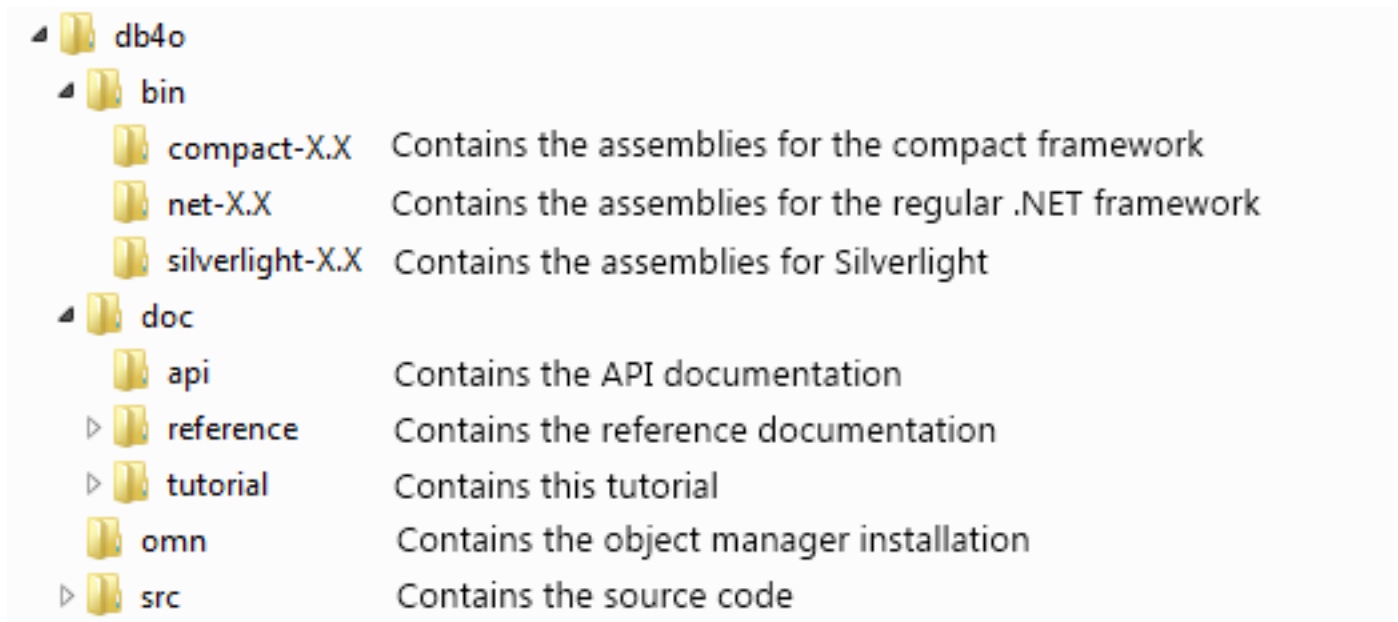 db4o
bin
compact-X.X Contains the assemblies for the compact framework
net-X.X Contains the assemblies for the regular .NET framework
silverlight-X.X Contains the assemblies for Silverlight
doc
api Contains the API documentation
reference Contains the reference documentation
tutorial Contains this tutorial
omn Contains the object manager installation
src Contains the source code